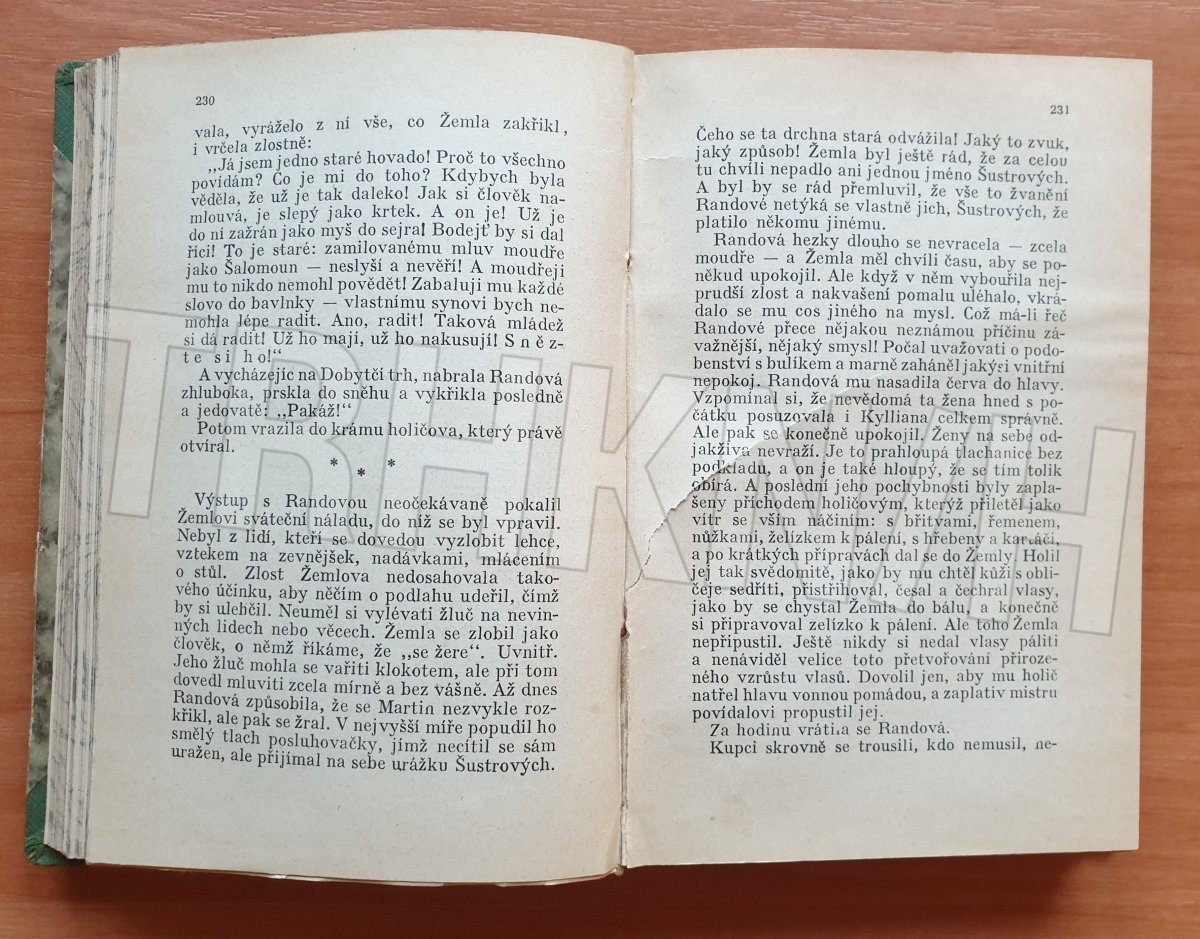 230
vala, vyráželo z ní vše, co Žemla zakřikl,
i vrčela zlostně:
„Já jsem jedno staré hovado! Proč to všechno
povídám? Co je mi do toho? Kdybych byla
věděla, že už je tak daleko! Jak si člověk na-
mlouvá, je slepý jako krtek. A on je! Už je
do ní zažrán jako myš do sejra! Bodejť by si dal
říci! To je staré: zamilovanému mluv moudře
jako Šalomoun — neslyší a nevěří! A moudřeji
mu to nikdo nemohl povědět! Zabaluji mu každé
slovo do bavlnky — vlastnímu synovi bych ne-
mohla lépe radit. Ano, radit! Taková mládež
si dá radit! Už ho mají, už ho nakusují! Sněz-
te si ho!“
A vycházejíc na Dobytčí trh, nabrala Randová
zhluboka, prskla do sněhu a vykřikla posledně
a jedovatě: „Pakáž!“
Potom vrazila do krámu holičova, který právě
otvíral.
* * *
Výstup s Randovou neočekávaně pokalil
Žemlovi sváteční náladu, do níž se byl vpravil.
Nebyl z lidí, kteří se dovedou vyzlobit lehce,
vztekem na zevnějšek, nadávkami, mlácením
o stůl. Zlost Žemlova nedosahovala tako-
vého účinku, aby něčím o podlahu udeřil, čímž
by si ulehčil. Neuměl si vylévati žluč na nevin-
ných lidech nebo věcech. Žemla se zlobil jako
člověk, o němž říkáme, že „se žere“. Uvnitř.
Jeho žluč mohla se vařiti klokotem, ale při tom
dovedl mluviti zcela mírně a bez vášně. Až dnes
Randová způsobila, že se Martin nezvykle roz-
křikl, ale pak se žral. V nejvyšší míře popudil ho
smělý tlach posluhovačky, jímž necítil se sám
uražen, ale přijímal na sebe urážku Šustrových.
231
Čeho se ta drchna stará odvážila! Jaký to zvuk,
jaký způsob! Žemla byl ještě rád, že za celou
tu chvíli nepadlo ani jednou jméno Šustrových.
A byl by se rád přemluvil, že vše to žvanění
Randové netýká se vlastně jich, Šustrových, že
platilo někomu jinému.
Randová hezky dlouho se nevracela — zcela
moudře — a Žemla měl chvíli času, aby se po-
někud upokojil. Ale když v něm vybouřila nej-
prudší zlost a nakvašení pomalu uléhalo, vkrá-
dalo se mu cos jiného na mysl. Což má-li řeč
Randové přece nějakou neznámou příčinu zá-
važnější, nějaký smysl! Počal uvažovati o podo-
benství s bulíkem a marně zaháněl jakýsi vnitřní
nepokoj. Randová mu nasadila červa do hlavy.
Vzpomínal si, že nevědomá ta žena hned s po-
čátku posuzovala i Kylliana celkem správně.
Ale pak se konečně upokojil. Ženy na sebe od-
jakživa nevraží. Je to prahloupá tlachanice bez
podkladu, a on je také hloupý, že se tím tolik
obírá. A poslední jeho pochybnosti byly zapla-
šeny příchodem holičovým, kterýž přiletěl jako
vítr se vším náčiním: s břitvami, řemenem,
nůžkami, želízkem k pálení, s hřebeny a kartáči,
a po krátkých přípravách dal se do Žemly. Holil
jej tak svědomitě, jako by mu chtěl kůži s obli-
čeje sedříti, přistřihoval, česal a čechral vlasy,
jako by se chystal Žemla do bálu, a konečně
si připravoval zelízko k pálení. Ale toho Žemla
nepřipustil. Ještě nikdy si nedal vlasy páliti
a nenáviděl velice toto přetvořování přiroze-
ného vzrůstu vlasů. Dovolil jen, aby mu holič
natřel hlavu vonnou pomádou, a zaplativ mistru
povídalovi propustil jej.
Za hodinu vrátila se Randová.
Kupci skrovně se trousili, kdo nemusil, ne-
TRHKNIH